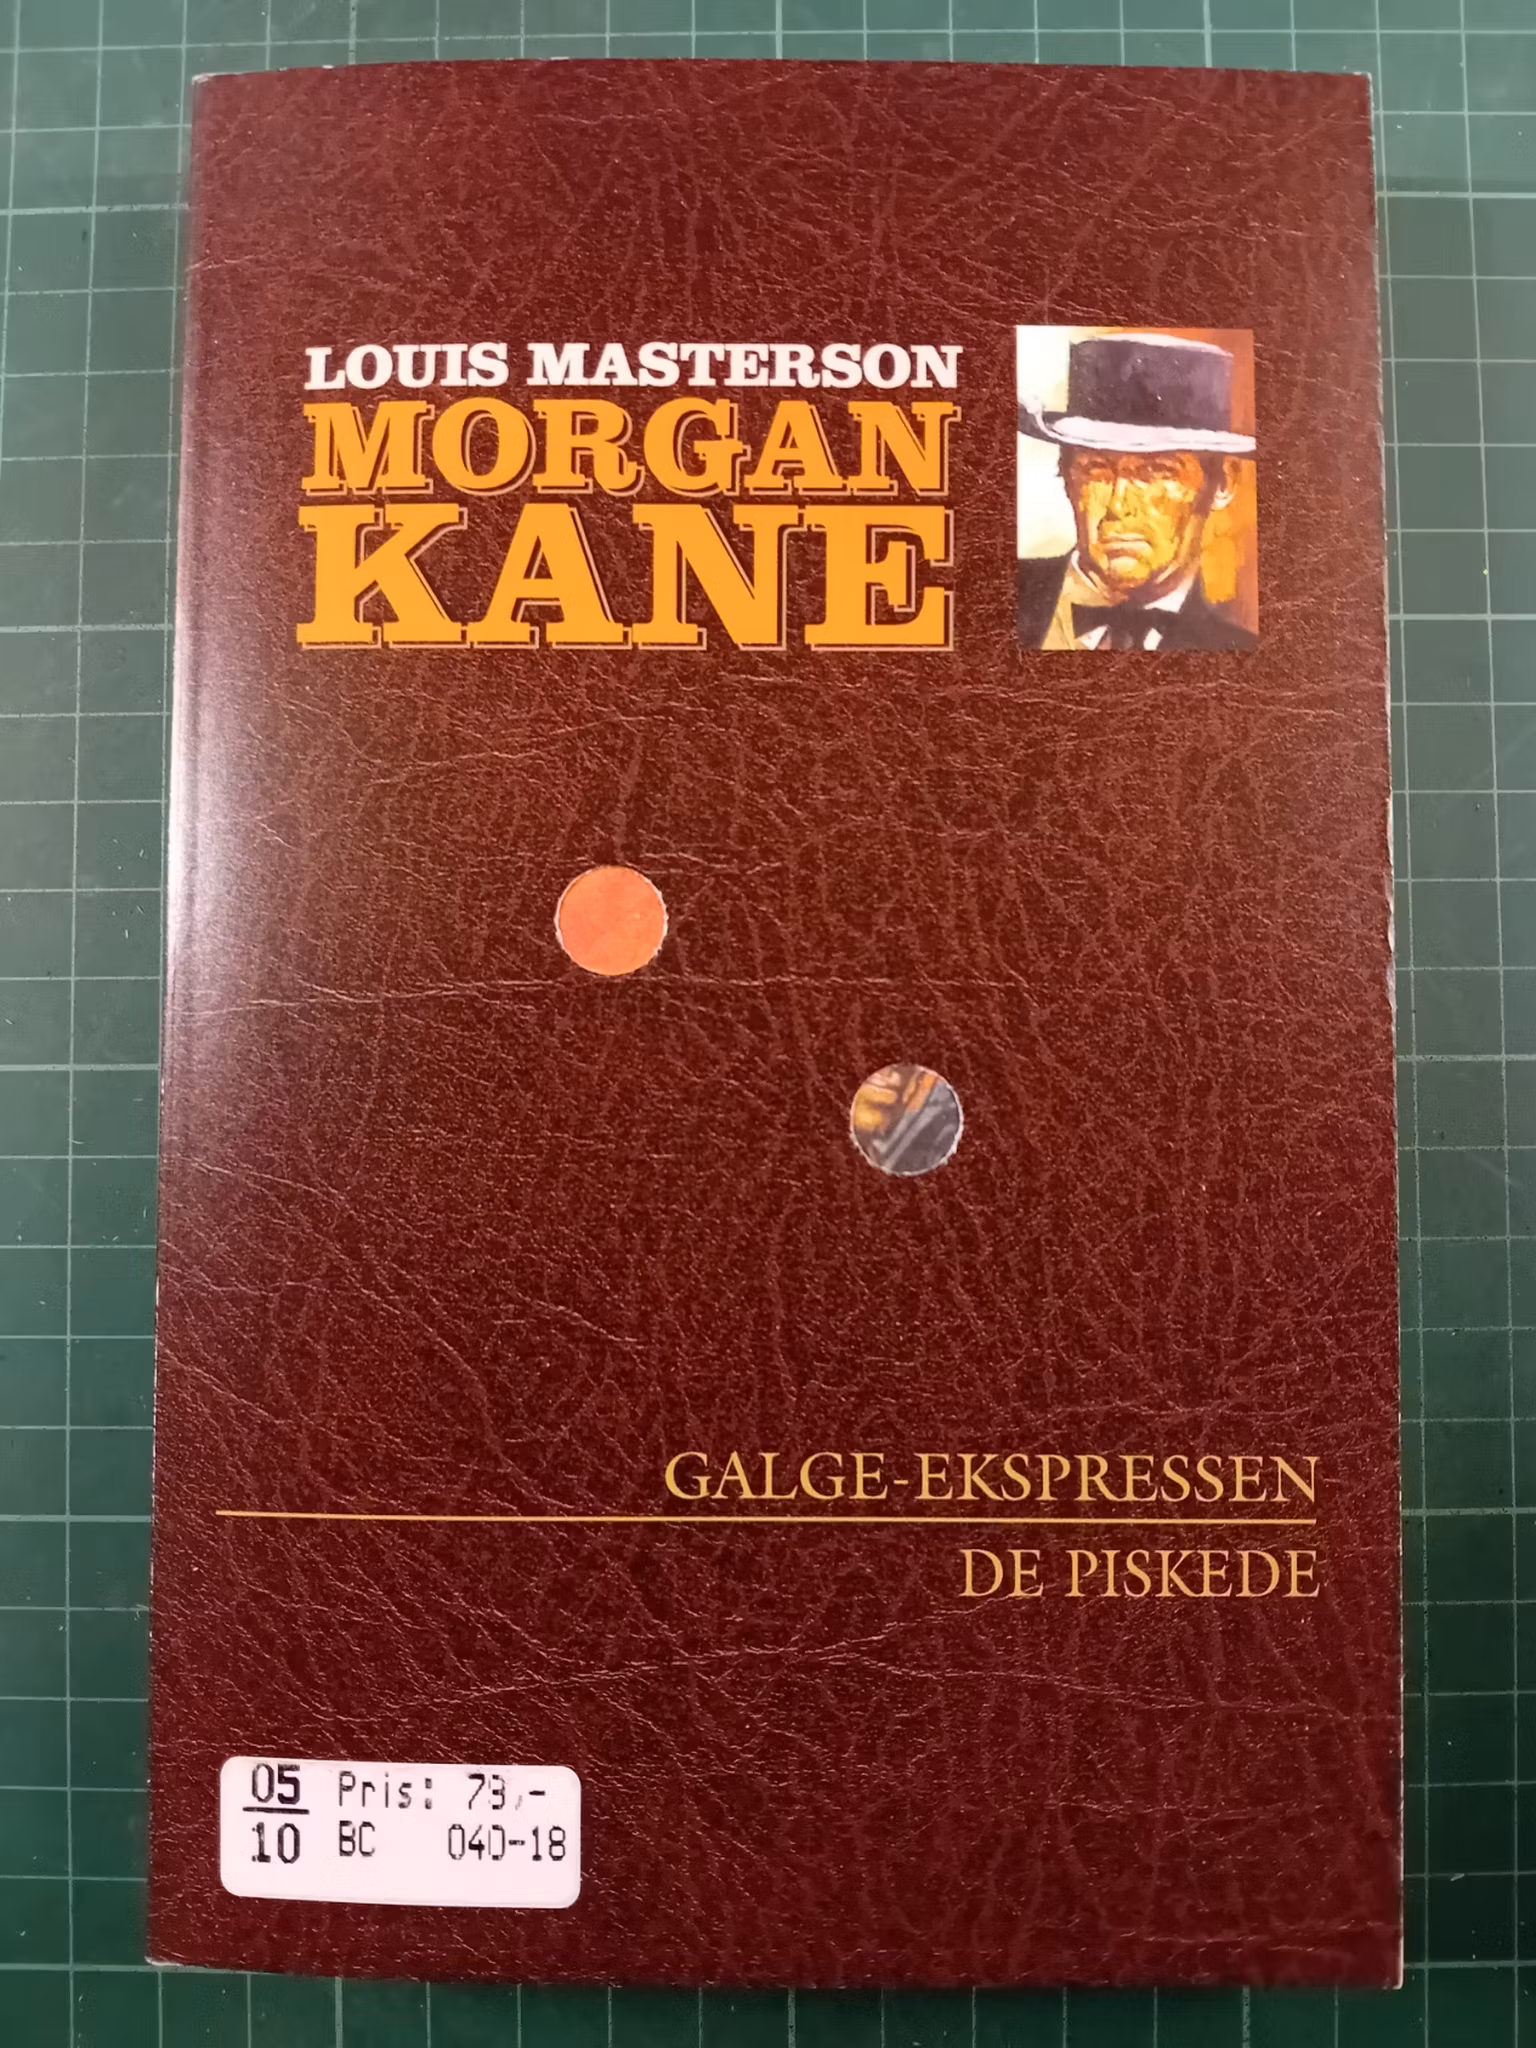 LOUIS MASTERSON
MORGAN
KANE
GALGE-EKSPRESSEN
DE PISKEDE
05 Pris: 79,-
10 BC 040-18